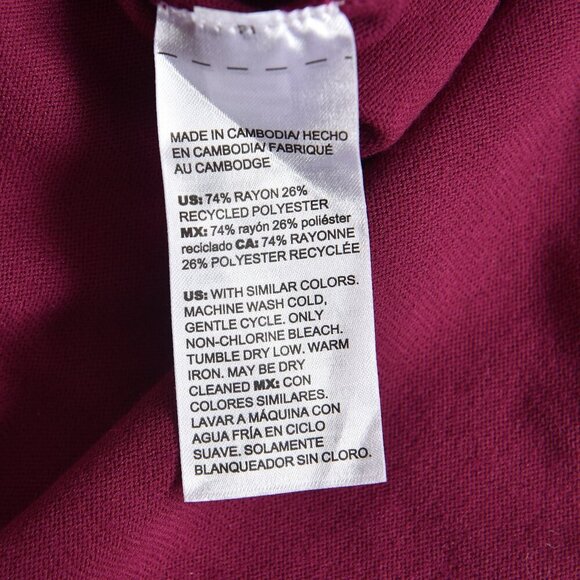 MADE IN CAMBODIA/ HECHO
EN CAMBODIA/ FABRIQUÉ
AU CAMBODGE
US: 74% RAYON 26%
RECYCLED POLYESTER
MX: 74% rayón 26% poliéster
reciclado CA: 74% RAYONNE
26% POLYESTER RECYCLÉE
US: WITH SIMILAR COLORS.
MACHINE WASH COLD,
GENTLE CYCLE. ONLY
NON-CHLORINE BLEACH.
TUMBLE DRY LOW. WARM
IRON. MAY BE DRY
CLEANED MX: CON
COLORES SIMILARES.
LAVAR A MÁQUINA CON
AGUA FRÍA EN CICLO
SUAVE. SOLAMENTE
BLANQUEADOR SIN CLORO.